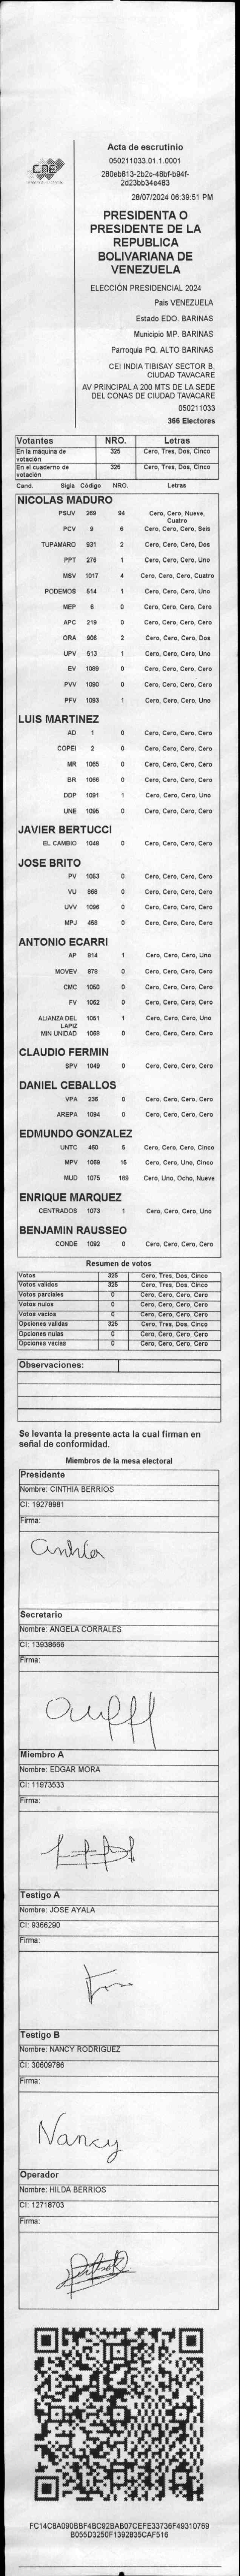 CNE
Acta de escrutinio
050211033.01.1.0001
280eb813-2b2c-48bf-b94f-
2d23bb34e483
28/07/2024 06:39:51 PM
PRESIDENTA O
PRESIDENTE DE LA
REPUBLICA
BOLIVARIANA DE
VENEZUELA
ELECCIÓN PRESIDENCIAL 2024
Pais VENEZUELA
Estado EDO. BARINAS
Municipio MP. BARINAS
Parroquia PQ. ALTO BARINAS
CEI INDIA TIBISAY SECTOR B,
CIUDAD TAVACARE
AV PRINCIPAL A 200 MTS DE LA SEDE
DEL CONAS DE CIUDAD TAVACARE
050211033
366 Electores
Votantes NRO. Letras
En la máquina de votación 325 Cero, Tres, Dos, Cinco
En el cuaderno de votación 325 Cero, Tres, Dos, Cinco
Cand. Sigla Código NRO. Letras
NICOLAS MADURO
PSUV 269 94 Cero, Cero, Nueve, Cuatro
PCV 9 6 Cero, Cero, Cero, Seis
TUPAMARO 931 2 Cero, Cero, Cero, Dos
PPT 276 1 Cero, Cero, Cero, Uno
MSV 1017 4 Cero, Cero, Cero, Cuatro
PODEMOS 514 1 Cero, Cero, Cero, Uno
MEP 6 0 Cero, Cero, Cero, Cero
APC 219 0 Cero, Cero, Cero, Cero
ORA 906 2 Cero, Cero, Cero, Dos
UPV 513 1 Cero, Cero, Cero, Uno
EV 1089 0 Cero, Cero, Cero, Cero
PVV 1090 0 Cero, Cero, Cero, Cero
PFV 1093 1 Cero, Cero, Cero, Uno
LUIS MARTINEZ
AD 1 0 Cero, Cero, Cero, Cero
COPEI 2 0 Cero, Cero, Cero, Cero
MR 1065 0 Cero, Cero, Cero, Cero
BR 1066 0 Cero, Cero, Cero, Cero
DDP 1091 1 Cero, Cero, Cero, Uno
UNE 1095 0 Cero, Cero, Cero, Cero
JAVIER BERTUCCI
EL CAMBIO 1048 0 Cero, Cero, Cero, Cero
JOSE BRITO
PV 1053 0 Cero, Cero, Cero, Cero
VU 868 0 Cero, Cero, Cero, Cero
UVV 1096 0 Cero, Cero, Cero, Cero
MPJ 458 0 Cero, Cero, Cero, Cero
ANTONIO ECARRI
AP 914 1 Cero, Cero, Cero, Uno
MOVEV 979 0 Cero, Cero, Cero, Cero
CMC 1050 0 Cero, Cero, Cero, Cero
FV 1062 0 Cero, Cero, Cero, Cero
ALIANZA DEL LAPIZ 1051 1 Cero, Cero, Cero, Uno
MIN UNIDAD 1069 0 Cero, Cero, Cero, Cero
CLAUDIO FERMIN
SPV 1049 0 Cero, Cero, Cero, Cero
DANIEL CEBALLOS
VPA 236 0 Cero, Cero, Cero, Cero
AREPA 1094 0 Cero, Cero, Cero, Cero
EDMUNDO GONZALEZ
UNTC 460 5 Cero, Cero, Cero, Cinco
MPV 1069 15 Cero, Cero, Uno, Cinco
MUD 1075 189 Cero, Uno, Ocho, Nueve
ENRIQUE MARQUEZ
CENTRADOS 1073 1 Cero, Cero, Cero, Uno
BENJAMIN RAUSSEO
CONDE 1092 0 Cero, Cero, Cero, Cero
Resumen de votos
Votos 325 Cero, Tres, Dos, Cinco
Votos validos 325 Cero, Tres, Dos, Cinco
Votos parciales 0 Cero, Cero, Cero, Cero
Votos nulos 0 Cero, Cero, Cero, Cero
Votos vacios 0 Cero, Cero, Cero, Cero
Opciones validas 325 Cero, Tres, Dos, Cinco
Opciones nulas 0 Cero, Cero, Cero, Cero
Opciones vacias 0 Cero, Cero, Cero, Cero
Observaciones:
Se levanta la presente acta la cual firman en
señal de conformidad.
Miembros de la mesa electoral
Presidente
Nombre: CINTHIA BERRIOS
CI: 19278981
Firma:
Secretario
Nombre: ANGELA CORRALES
CI: 13938666
Firma:
Miembro A
Nombre: EDGAR MORA
CI: 11973533
Firma:
Testigo A
Nombre: JOSE AYALA
CI: 9366290
Firma:
Testigo B
Nombre: NANCY RODRIGUEZ
CI: 30609786
Firma:
Nancy
Operador
Nombre: HILDA BERRIOS
CI: 12718703
Firma:
FC14C8A090BBF4BC92BAB07CEFE33736F49310769
B055D3250F1392835CAF516